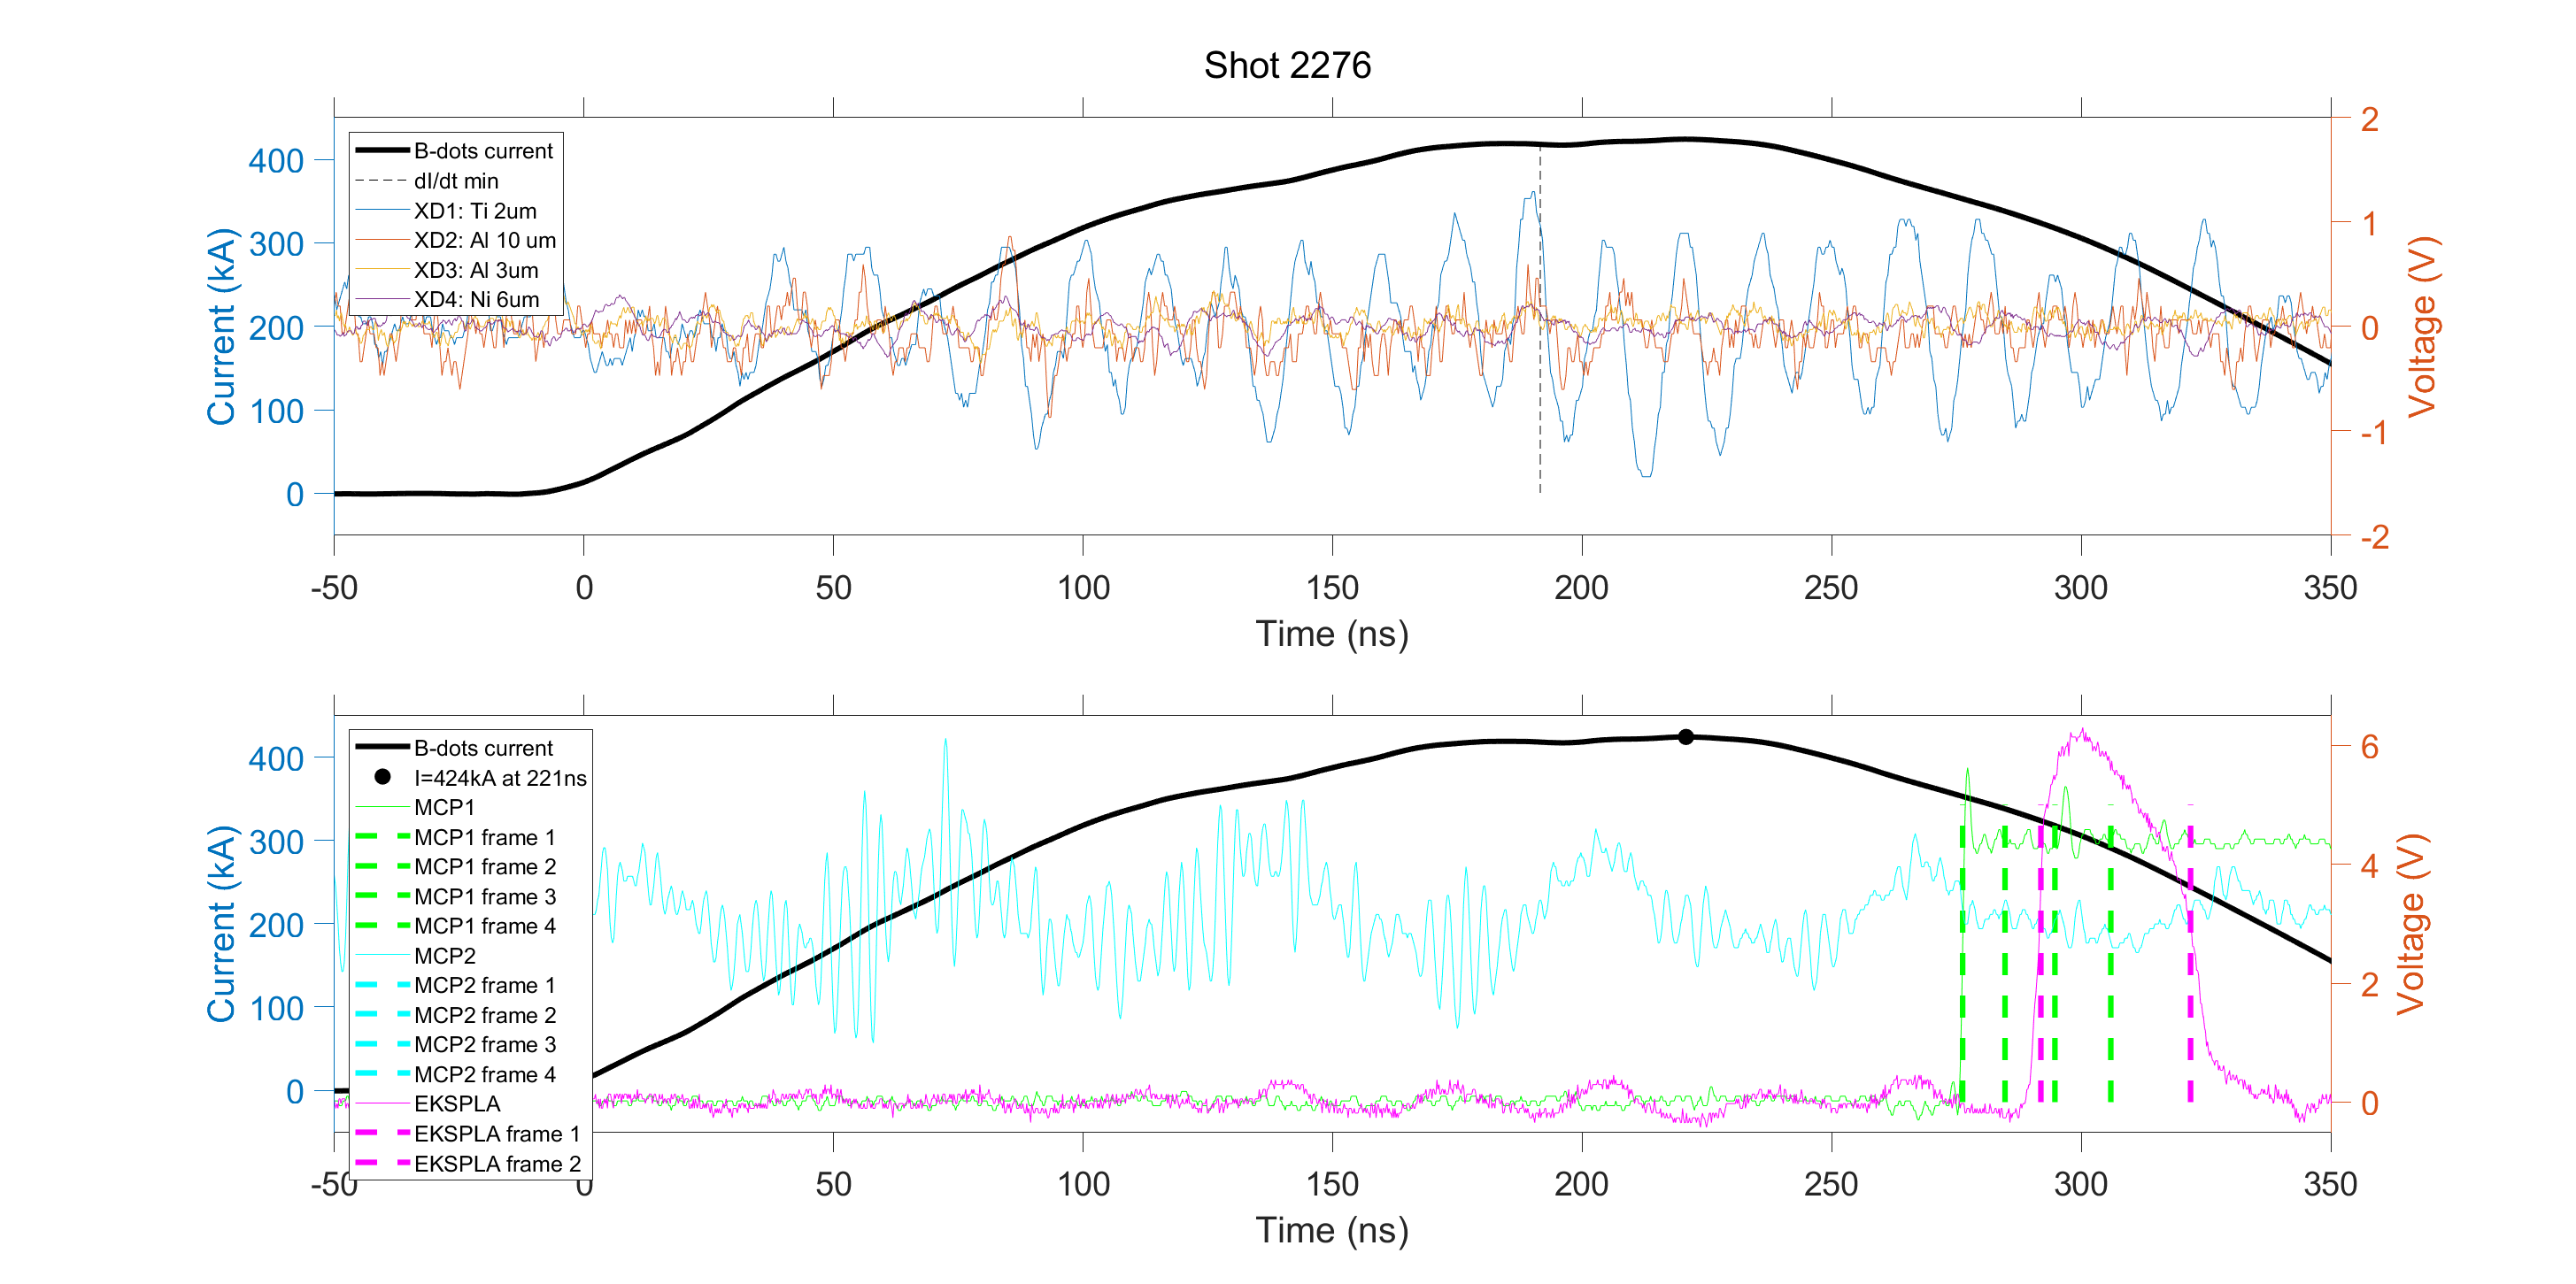 Shot 2276
B-dots current
dI/dt min
XD1: Ti 2um
XD2: Al 10 um
XD3: Al 3um
XD4: Ni 6um
Current (kA)
400
300
200
100
0
2
1
0
-1
-2
Voltage (V)
-50 0 50 100 150 200 250 300 350
Time (ns)
B-dots current
I=424kA at 221ns
MCP1
MCP1 frame 1
MCP1 frame 2
MCP1 frame 3
MCP1 frame 4
MCP2
MCP2 frame 1
MCP2 frame 2
MCP2 frame 3
MCP2 frame 4
EKSPLA
EKSPLA frame 1
EKSPLA frame 2
Current (kA)
400
300
200
100
0
6
4
2
0
Voltage (V)
-50 0 50 100 150 200 250 300 350
Time (ns)